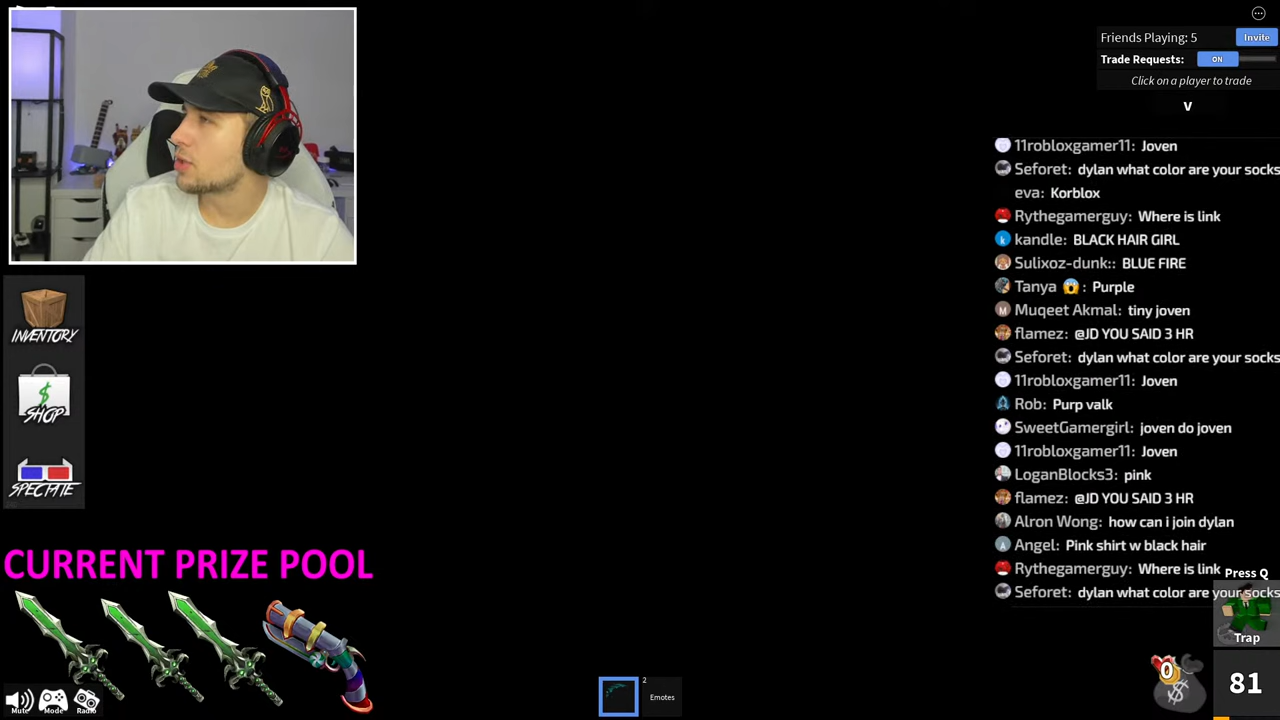 Friends Playing: 5
Invite
Trade Requests:
ON
Click on a player to trade
v
11robloxgamer11: Joven
Seforet: dylan what color are your socks
eva: Korblox
Rythegamerguy: Where is link
kandle: BLACK HAIR GIRL
Sulixoz-dunk:: BLUE FIRE
Tanya 😱 : Purple
Muqeet Akmal: tiny joven
flamez: @JD YOU SAID 3 HR
Seforet: dylan what color are your socks
11robloxgamer11: Joven
Rob: Purp valk
SweetGamergirl: joven do joven
11robloxgamer11: Joven
LoganBlocks3: pink
flamez: @JD YOU SAID 3 HR
Alron Wong: how can i join dylan
Angel: Pink shirt w black hair
Rythegamerguy: Where is link
Seforet: dylan what color are your socks
INVENTORY
SHOP
SPECTATE
CURRENT PRIZE POOL
Mute
Mode
Radio
2
Emotes
Press Q
Trap
0
81